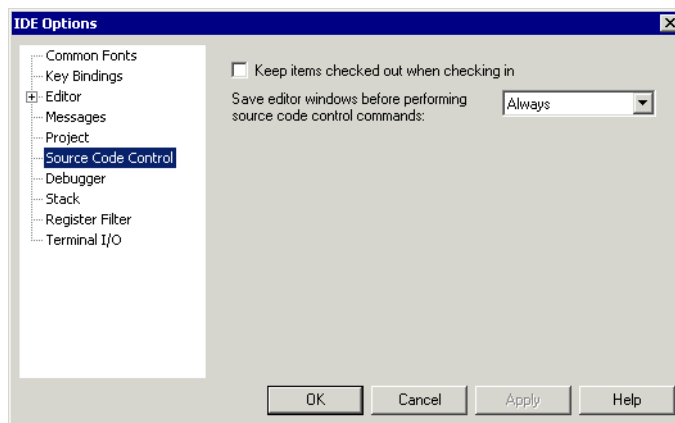 IDE Options
Common Fonts
Key Bindings
Editor
Messages
Project
Source Code Control
Debugger
Stack
Register Filter
Terminal I/O
Keep items checked out when checking in
Save editor windows before performing
source code control commands:
Always
OK
Cancel
Apply
Help